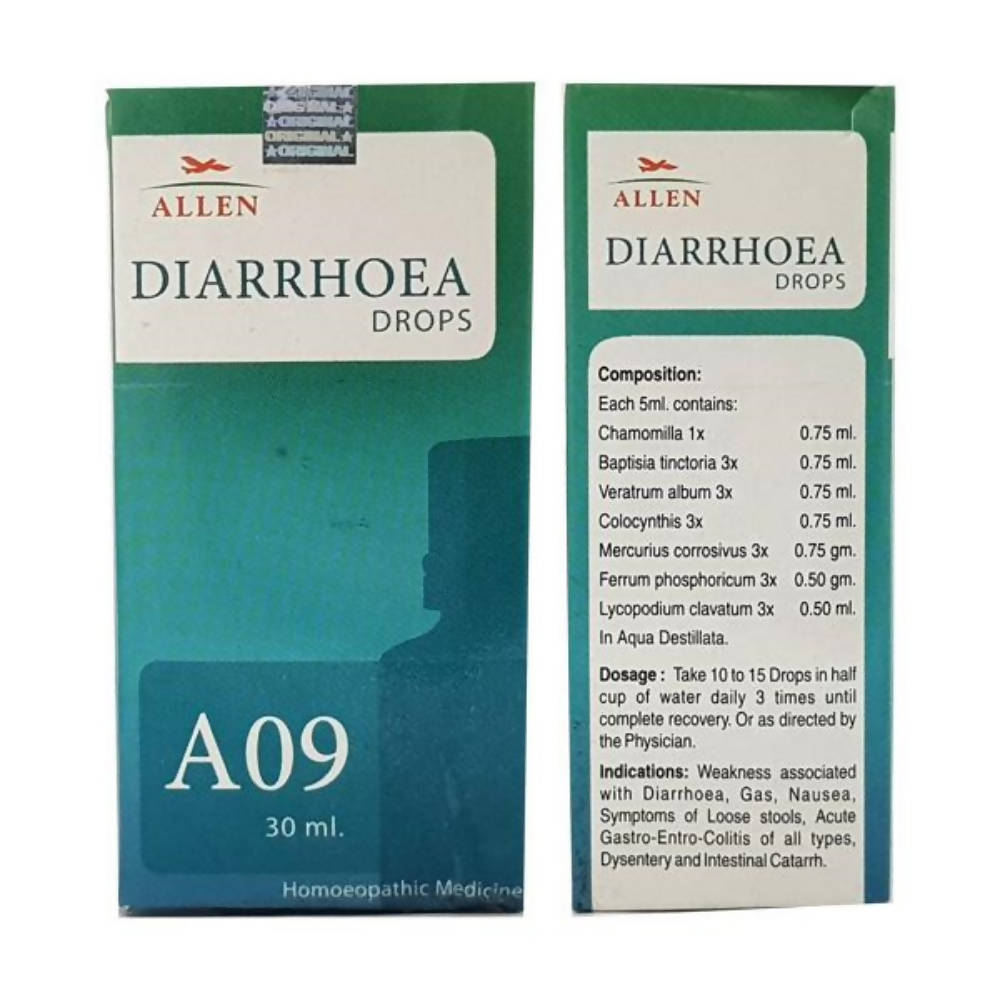 ORIGINAL
ORIGINAL
ORIGINAL
ORIGINAL
ORIGINAL
ALLEN
DIARRHOEA
DROPS
A09
30 ml.
Homoeopathic Medicine
ALLEN
DIARRHOEA
DROPS
Composition:
Each 5ml. contains:
Chamomilla 1x 0.75 ml.
Baptisia tinctoria 3x 0.75 ml.
Veratrum album 3x 0.75 ml.
Colocynthis 3x 0.75 ml.
Mercurius corrosivus 3x 0.75 gm.
Ferrum phosphoricum 3x 0.50 gm.
Lycopodium clavatum 3x 0.50 ml.
In Aqua Destillata.
Dosage : Take 10 to 15 Drops in half
cup of water daily 3 times until
complete recovery. Or as directed by
the Physician.
Indications: Weakness associated
with Diarrhoea, Gas, Nausea,
Symptoms of Loose stools, Acute
Gastro-Entro-Colitis of all types,
Dysentery and Intestinal Catarrh.